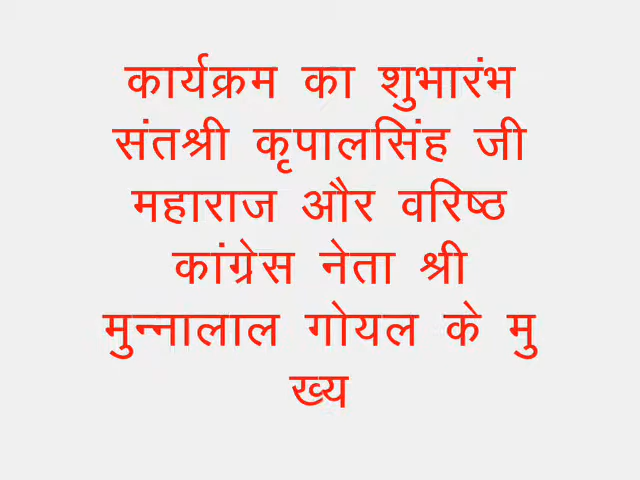 कार्यक्रम का शुभारंभ
संतश्री कृपालसिंह जी
महाराज और वरिष्ठ
कांग्रेस नेता श्री
मुन्नालाल गोयल के मु
ख्य